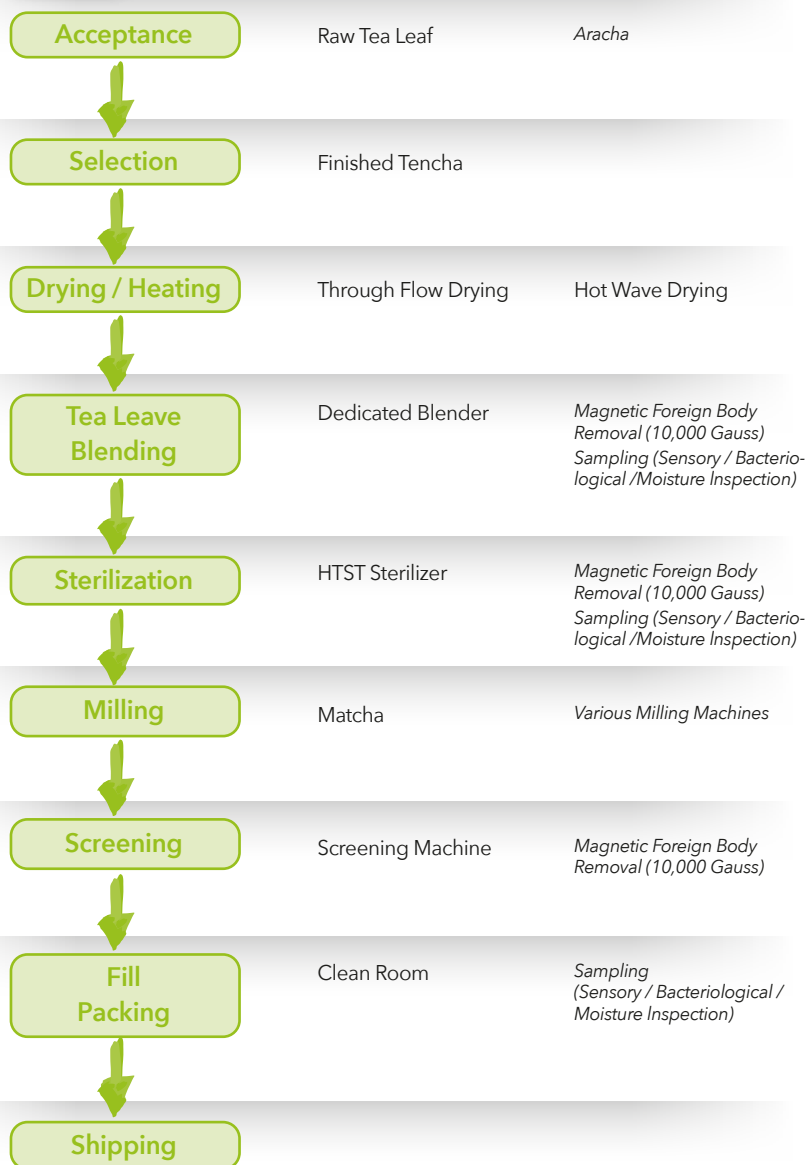 Acceptance
Raw Tea Leaf
Aracha
Selection
Finished Tencha
Drying / Heating
Through Flow Drying
Hot Wave Drying
Tea Leave
Blending
Dedicated Blender
Magnetic Foreign Body
Removal (10,000 Gauss)
Sampling (Sensory / Bacterio-
logical /Moisture Inspection)
Sterilization
HTST Sterilizer
Magnetic Foreign Body
Removal (10,000 Gauss)
Sampling (Sensory / Bacterio-
logical /Moisture Inspection)
Milling
Matcha
Various Milling Machines
Screening
Screening Machine
Magnetic Foreign Body
Removal (10,000 Gauss)
Fill
Packing
Clean Room
Sampling
(Sensory / Bacteriological /
Moisture Inspection)
Shipping